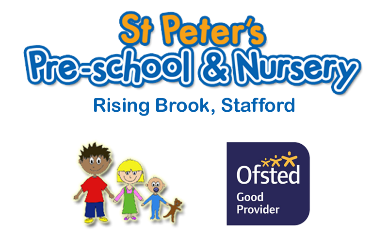 St Peter's
Pre-school & Nursery
Rising Brook, Stafford
Ofsted
Good
Provider